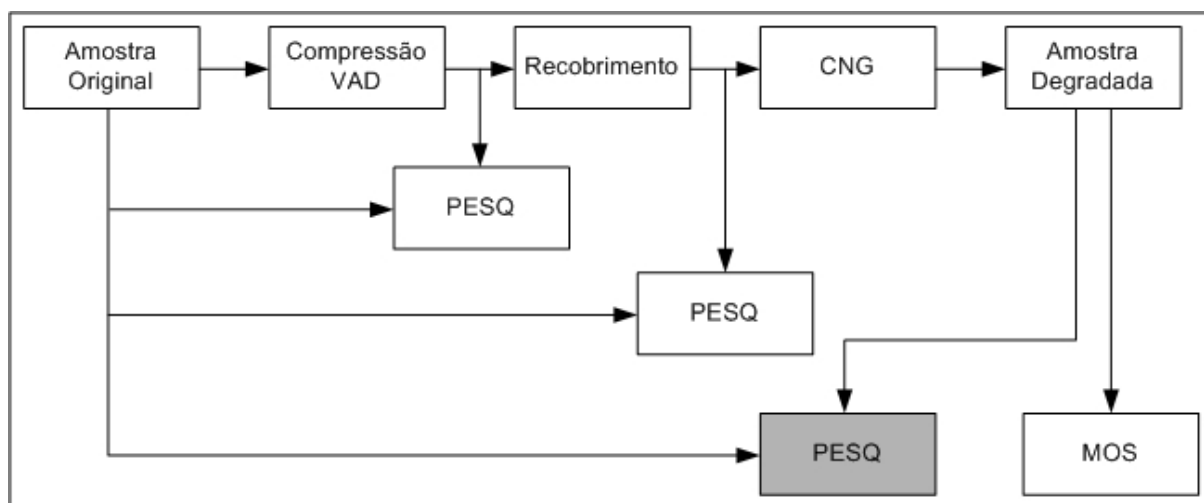 Amostra
Original
Compressão
VAD
Recobrimento
CNG
Amostra
Degradada
PESQ
PESQ
PESQ
MOS